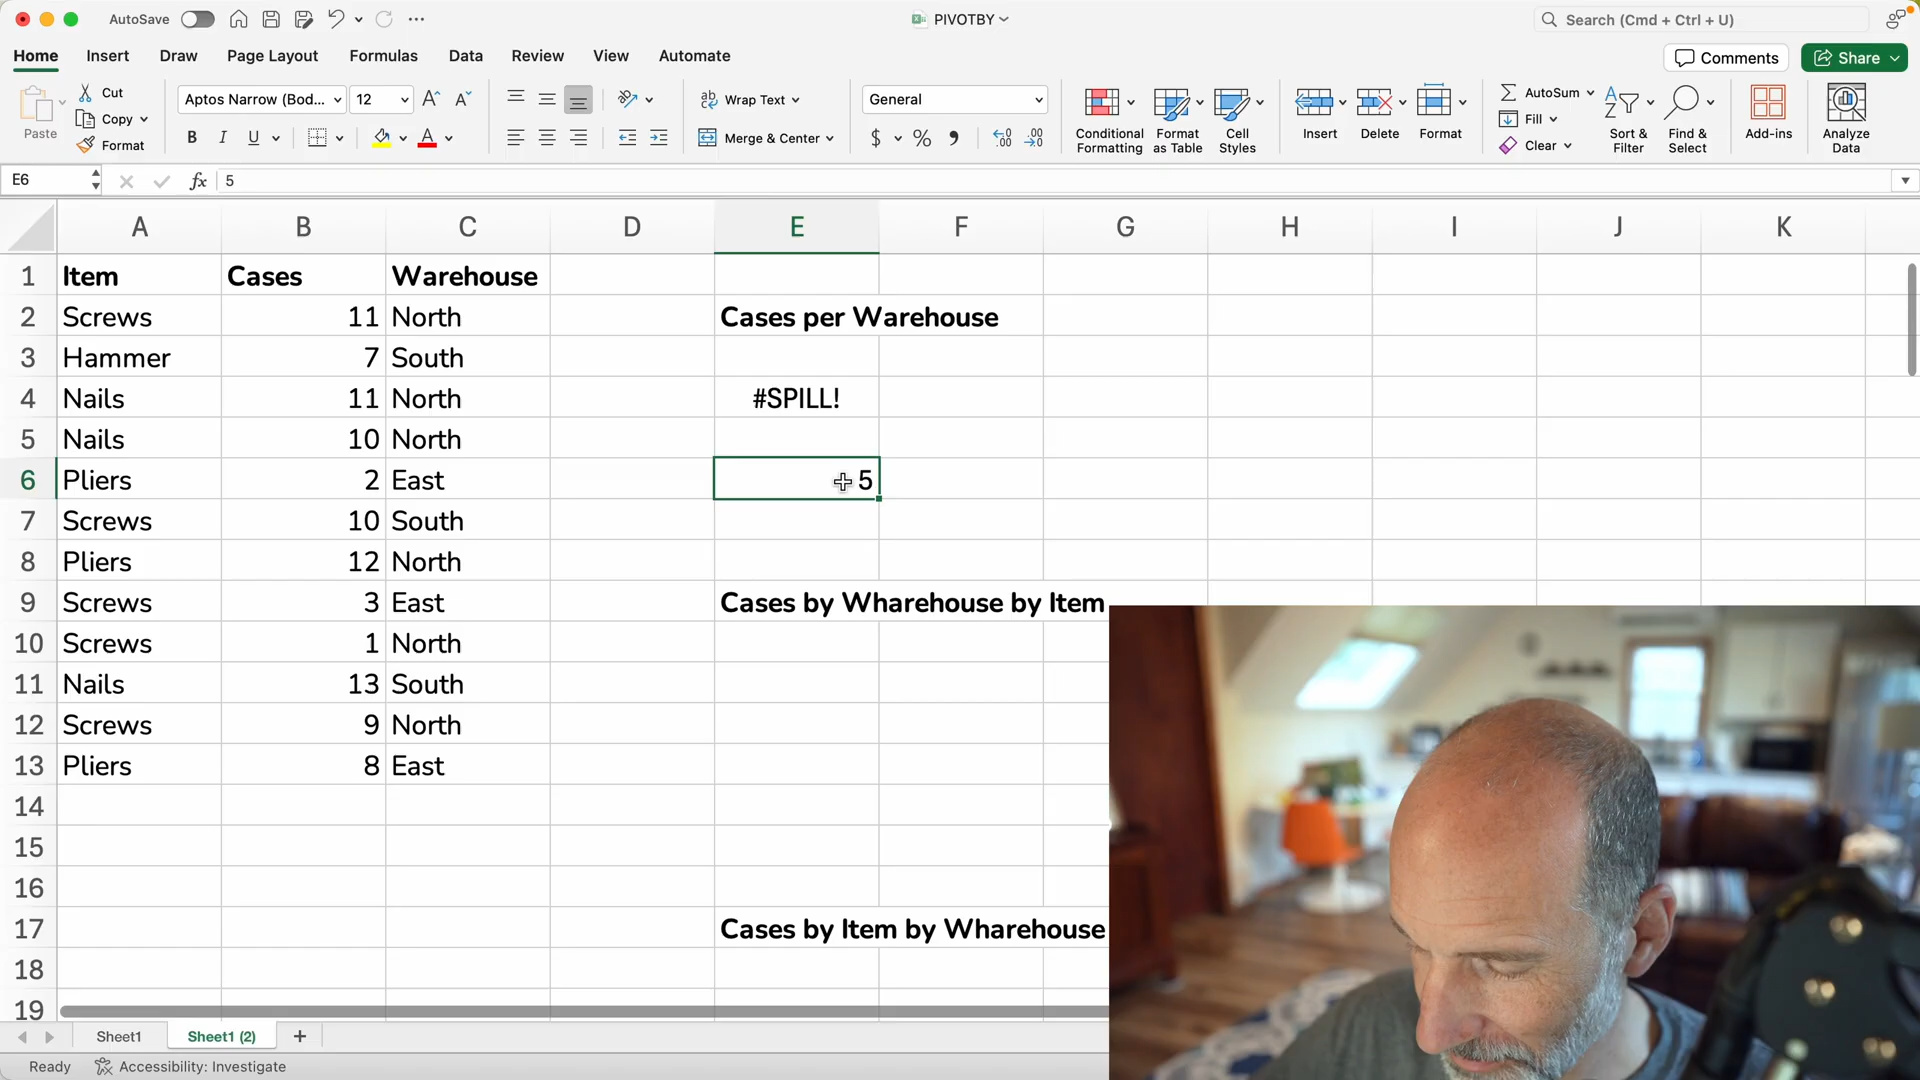 AutoSave
PIVOTBY
Search (Cmd + Ctrl + U)
Home Insert Draw Page Layout Formulas Data Review View Automate
Comments Share
Paste
Cut
Copy
Format
Aptos Narrow (Bod... 12 A^ A˅
B I U A
ab Wrap Text
Merge & Center
General
$ % 9
Conditional Formatting
Format as Table
Cell Styles
Insert Delete Format
AutoSum
Fill
Clear
Sort & Filter
Find & Select
Add-ins
Analyze Data
E6 fx 5
A B C D E F G H I J K
1 Item Cases Warehouse
2 Screws 11 North Cases per Warehouse
3 Hammer 7 South
4 Nails 11 North #SPILL!
5 Nails 10 North
6 Pliers 2 East 5
7 Screws 10 South
8 Pliers 12 North
9 Screws 3 East Cases by Wharehouse by Item
10 Screws 1 North
11 Nails 13 South
12 Screws 9 North
13 Pliers 8 East
14
15
16
17 Cases by Item by Wharehouse
18
19
Sheet1 Sheet1 (2) +
Ready Accessibility: Investigate